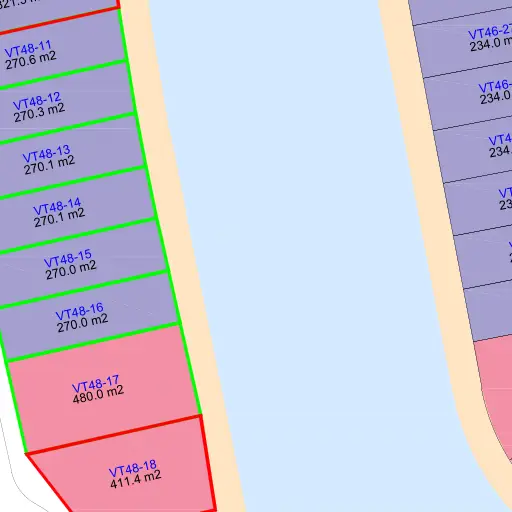 VT48-11
270.6 m2
VT48-12
270.3 m2
VT48-13
270.1 m2
VT48-14
270.1 m2
VT48-15
270.0 m2
VT48-16
270.0 m2
VT48-17
480.0 m2
VT48-18
411.4 m2
234.0
VT46-
234.0